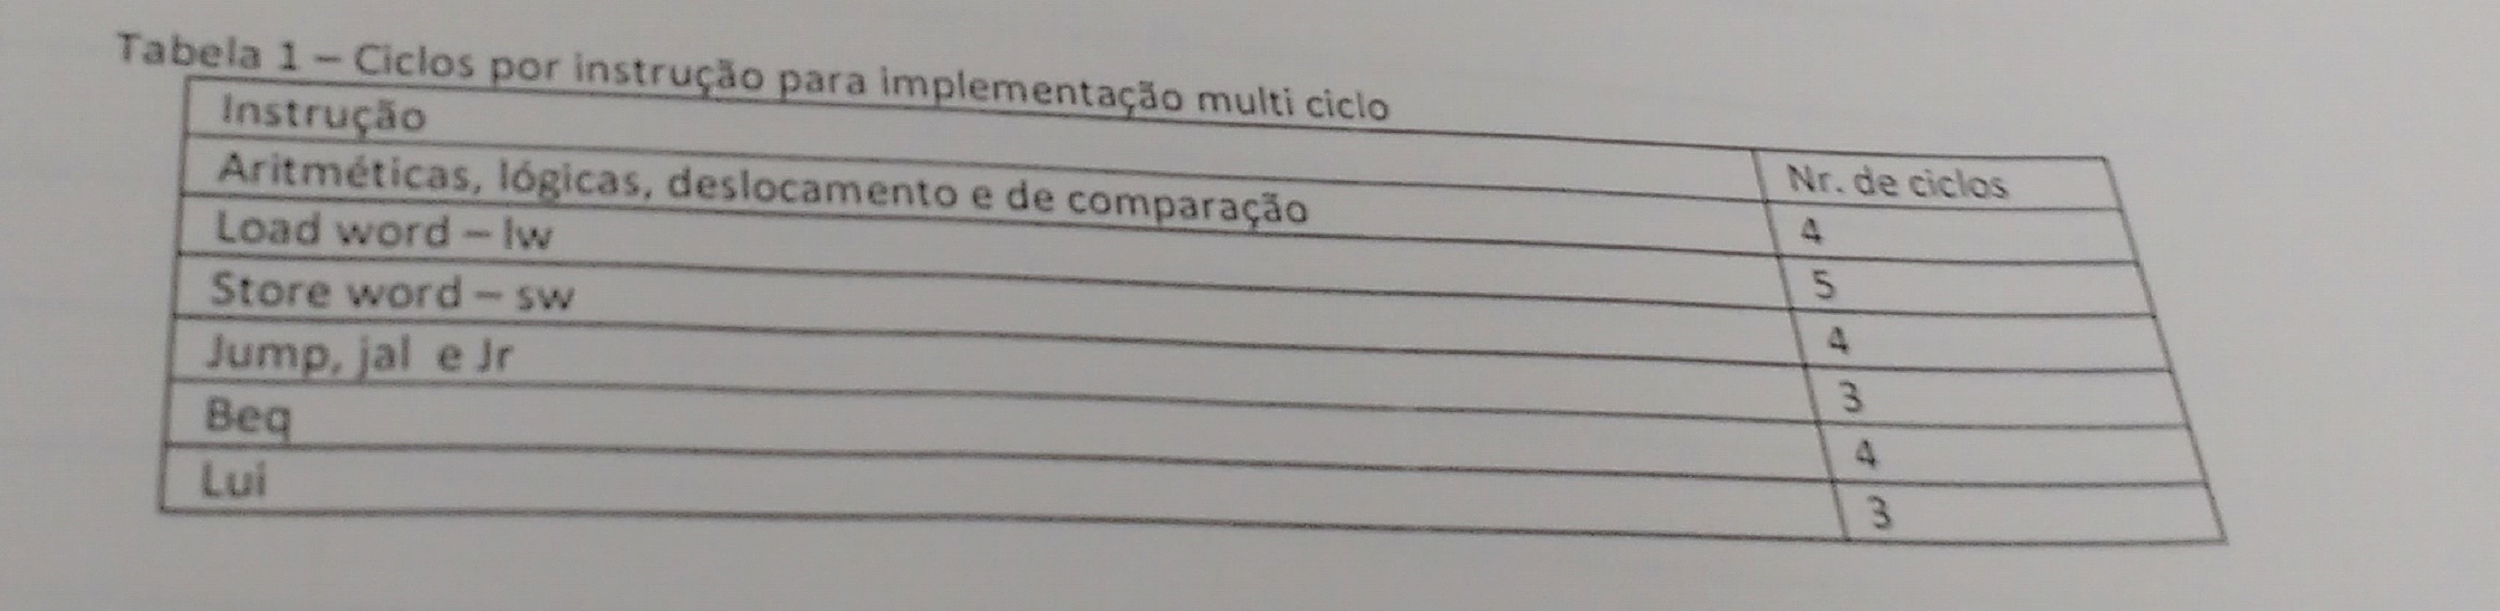 Tabela 1 – Ciclos por instrução para implementação multi ciclo
Instrução Nr. de ciclos
Aritméticas, lógicas, deslocamento e de comparação 4
Load word – lw 5
Store word – sw 4
Jump, jal e Jr 3
Beq 4
Lui 3